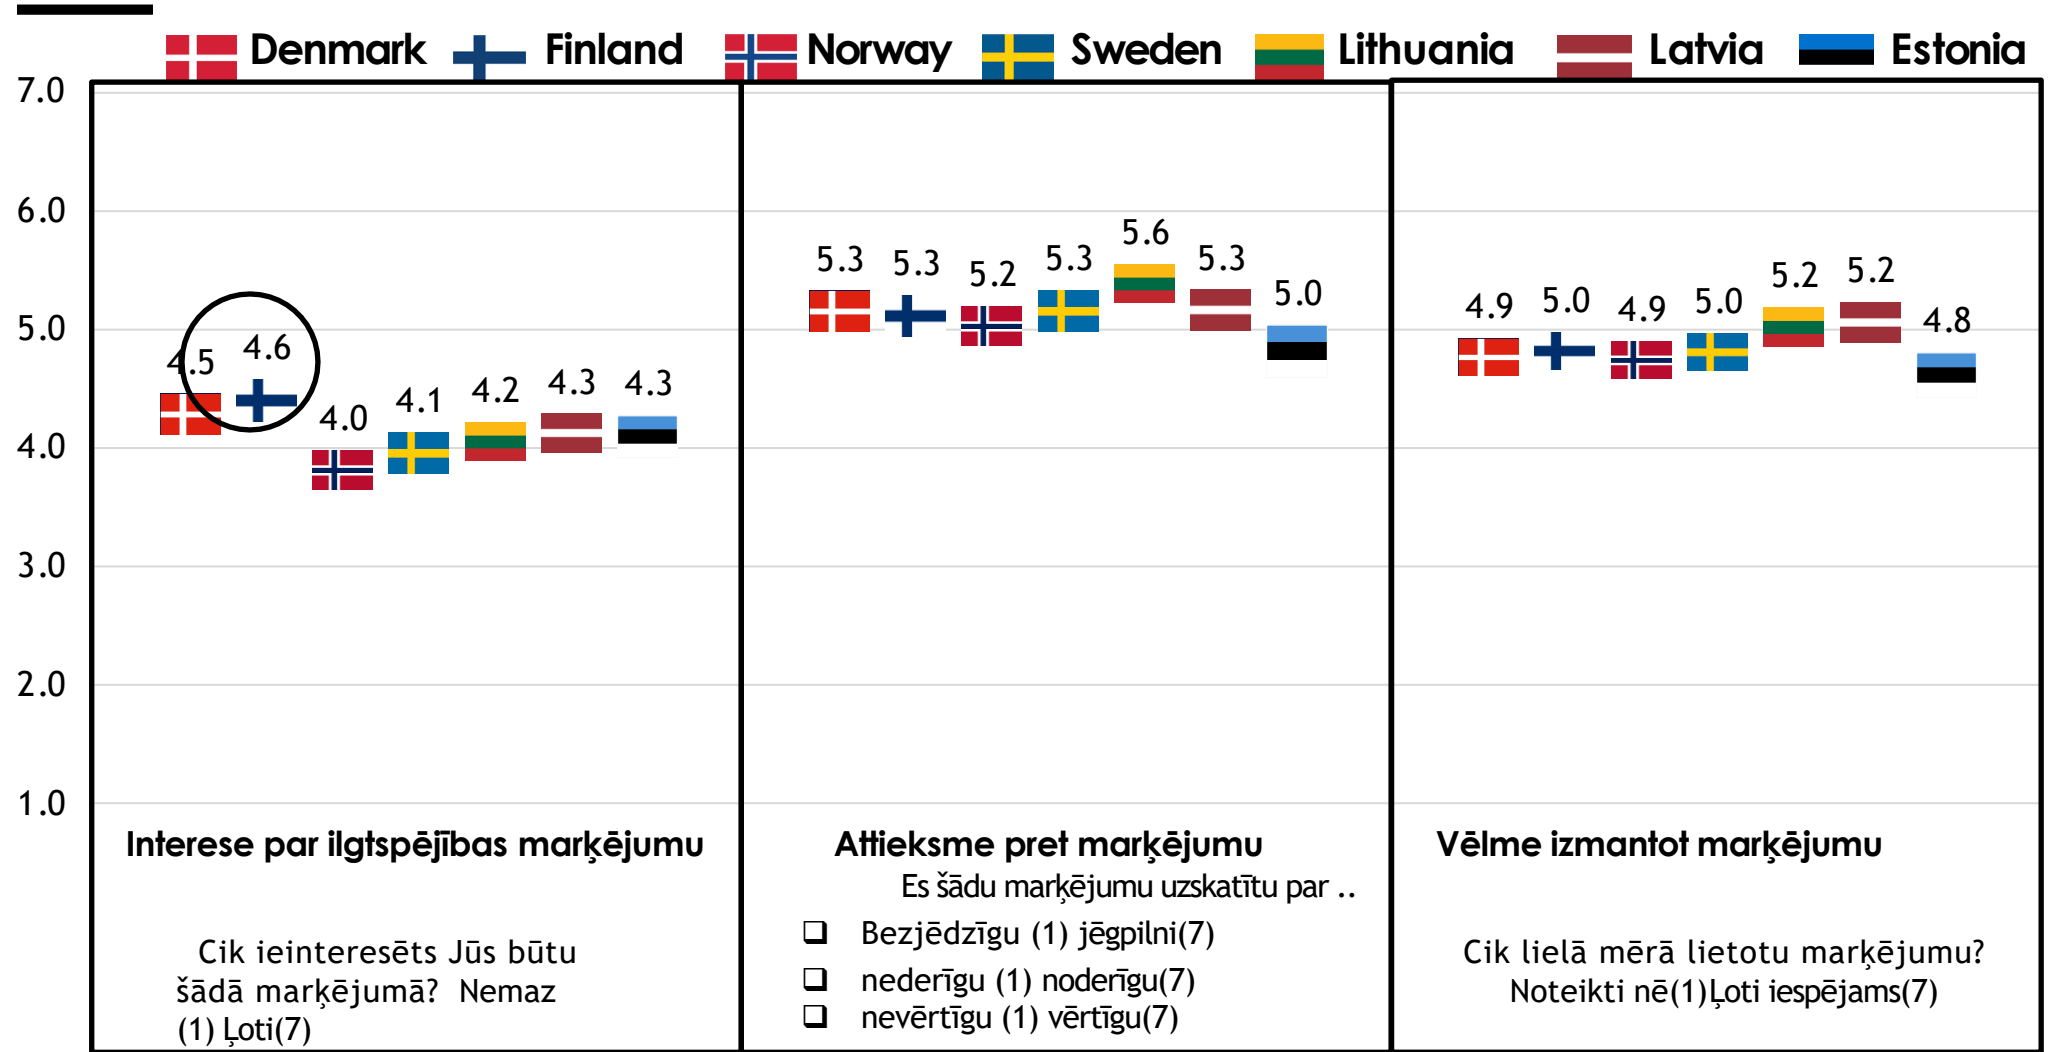 Denmark Finland Norway Sweden Lithuania Latvia Estonia
7.0
6.0
5.0
4.0
3.0
2.0
1.0
4.5 4.6 4.0 4.1 4.2 4.3 4.3
5.3 5.3 5.2 5.3 5.6 5.3 5.0
4.9 5.0 4.9 5.0 5.2 5.2 4.8
Interese par ilgtspējības marķējumu
Cik ieinteresēts Jūs būtu
šādā marķējumā? Nemaz
(1) Ļoti(7)
Attieksme pret marķējumu
Es šādu marķējumu uzskatītu par ..
❑ Bezjēdzīgu (1) jēgpilni(7)
❑ nederīgu (1) noderīgu(7)
❑ nevērtīgu (1) vērtīgu(7)
Vēlme izmantot marķējumu
Cik lielā mērā lietotu marķējumu?
Noteikti nē(1)Ļoti iespējams(7)